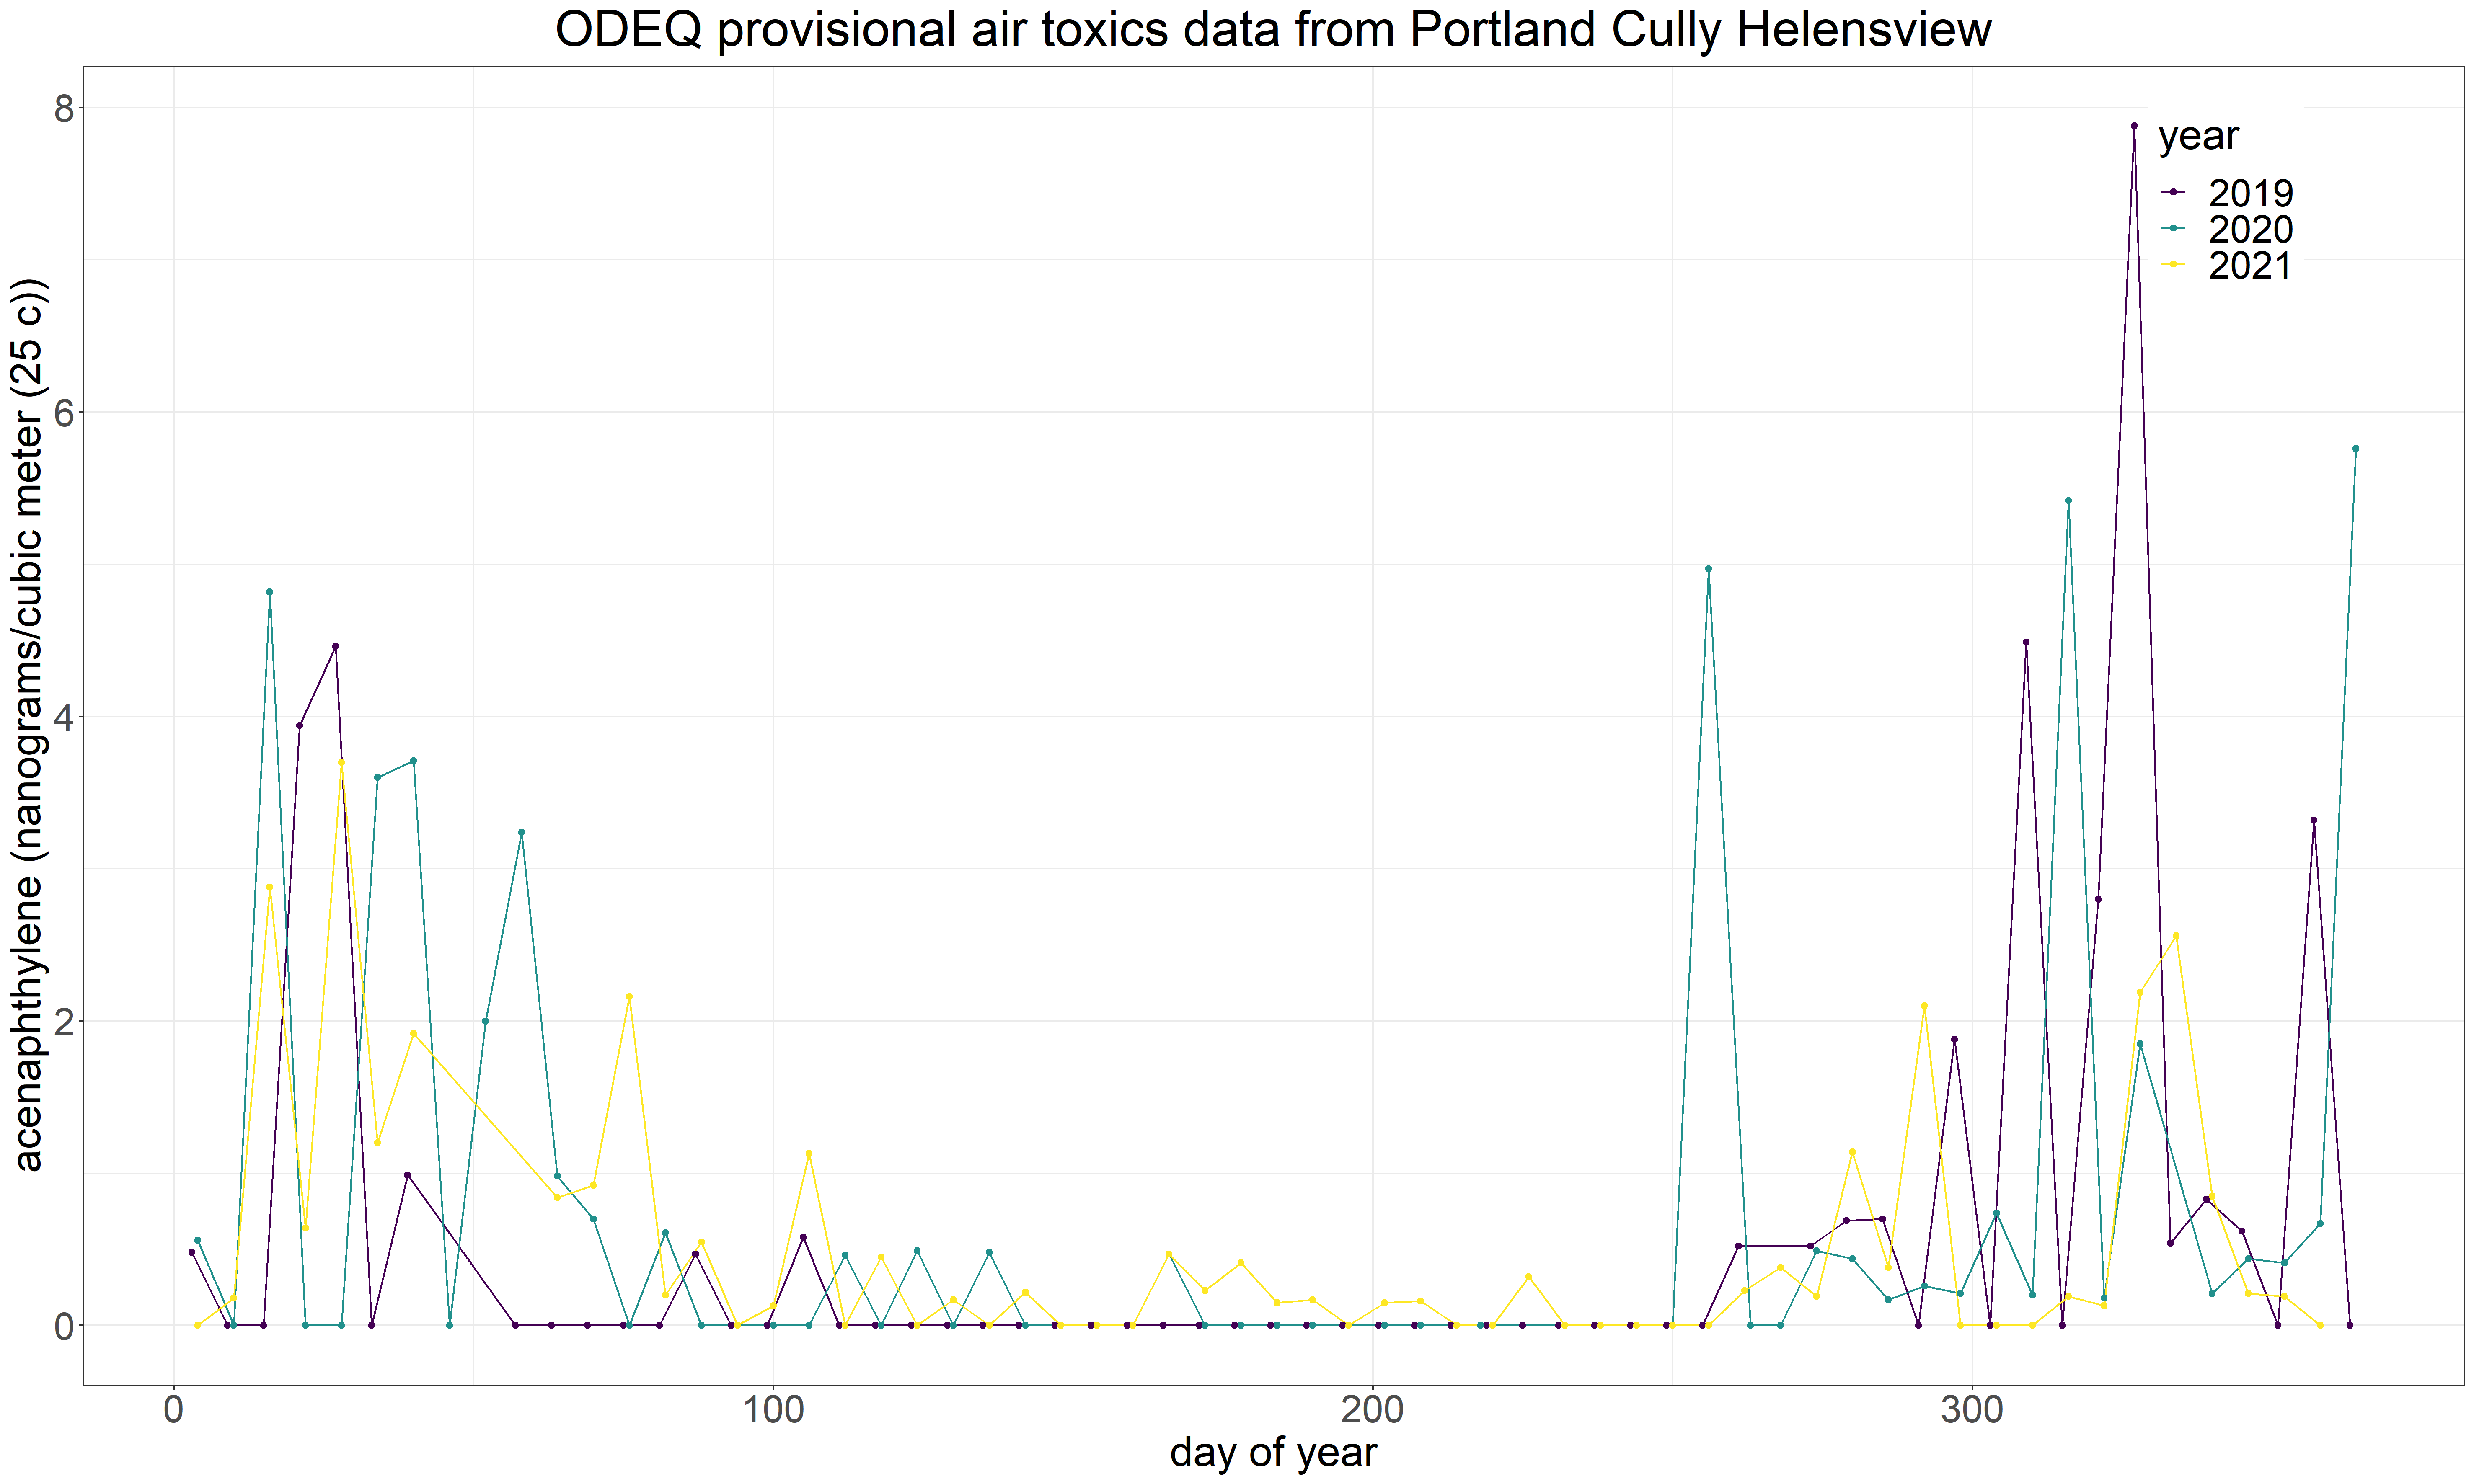 ODEQ provisional air toxics data from Portland Cully Helensview
acenaphthylene (nanograms/cubic meter (25 c))
8
6
4
2
0
year
2019
2020
2021
0 100 200 300
day of year